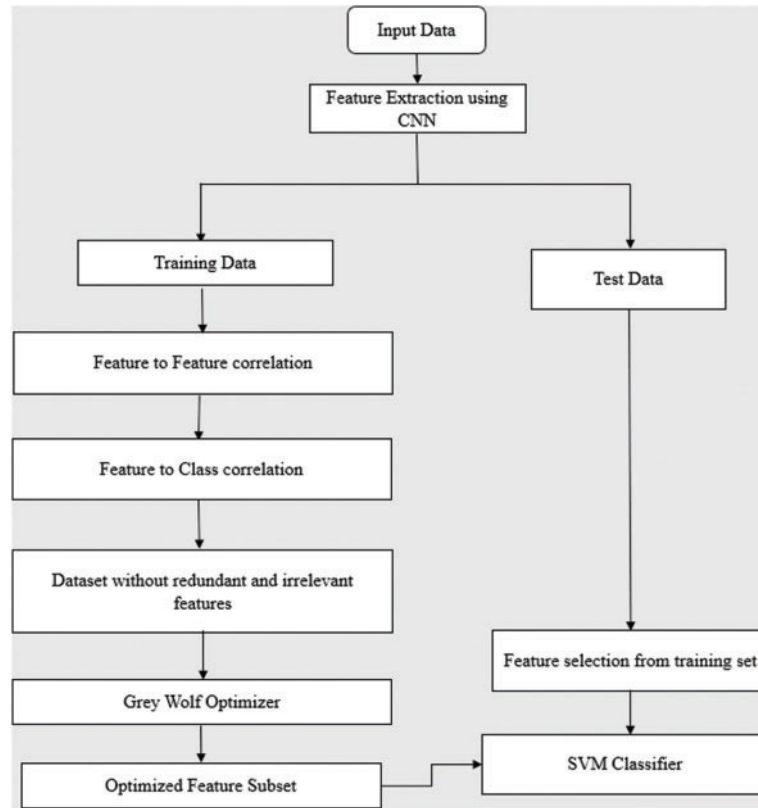 Input Data
Feature Extraction using
CNN
Training Data
Test Data
Feature to Feature correlation
Feature to Class correlation
Dataset without redundant and irrelevant
features
Feature selection from training set
Grey Wolf Optimizer
SVM Classifier
Optimized Feature Subset